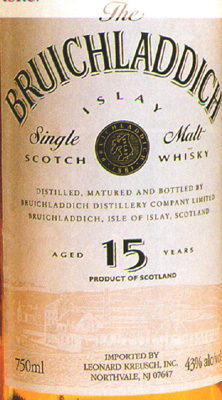 The
BRUICHLADDICH
ISLAY
Single Malt
SCOTCH WHISKY
DISTILLED, MATURED AND BOTTLED BY
BRUICHLADDICH DISTILLERY COMPANY LIMITED
BRUICHLADDICH, ISLE OF ISLAY, SCOTLAND
AGED 15 YEARS
PRODUCT OF SCOTLAND
750ml
IMPORTED BY
LEONARD KREUSCH, INC.
NORTHVALE, NJ 07647
43% alc/vol